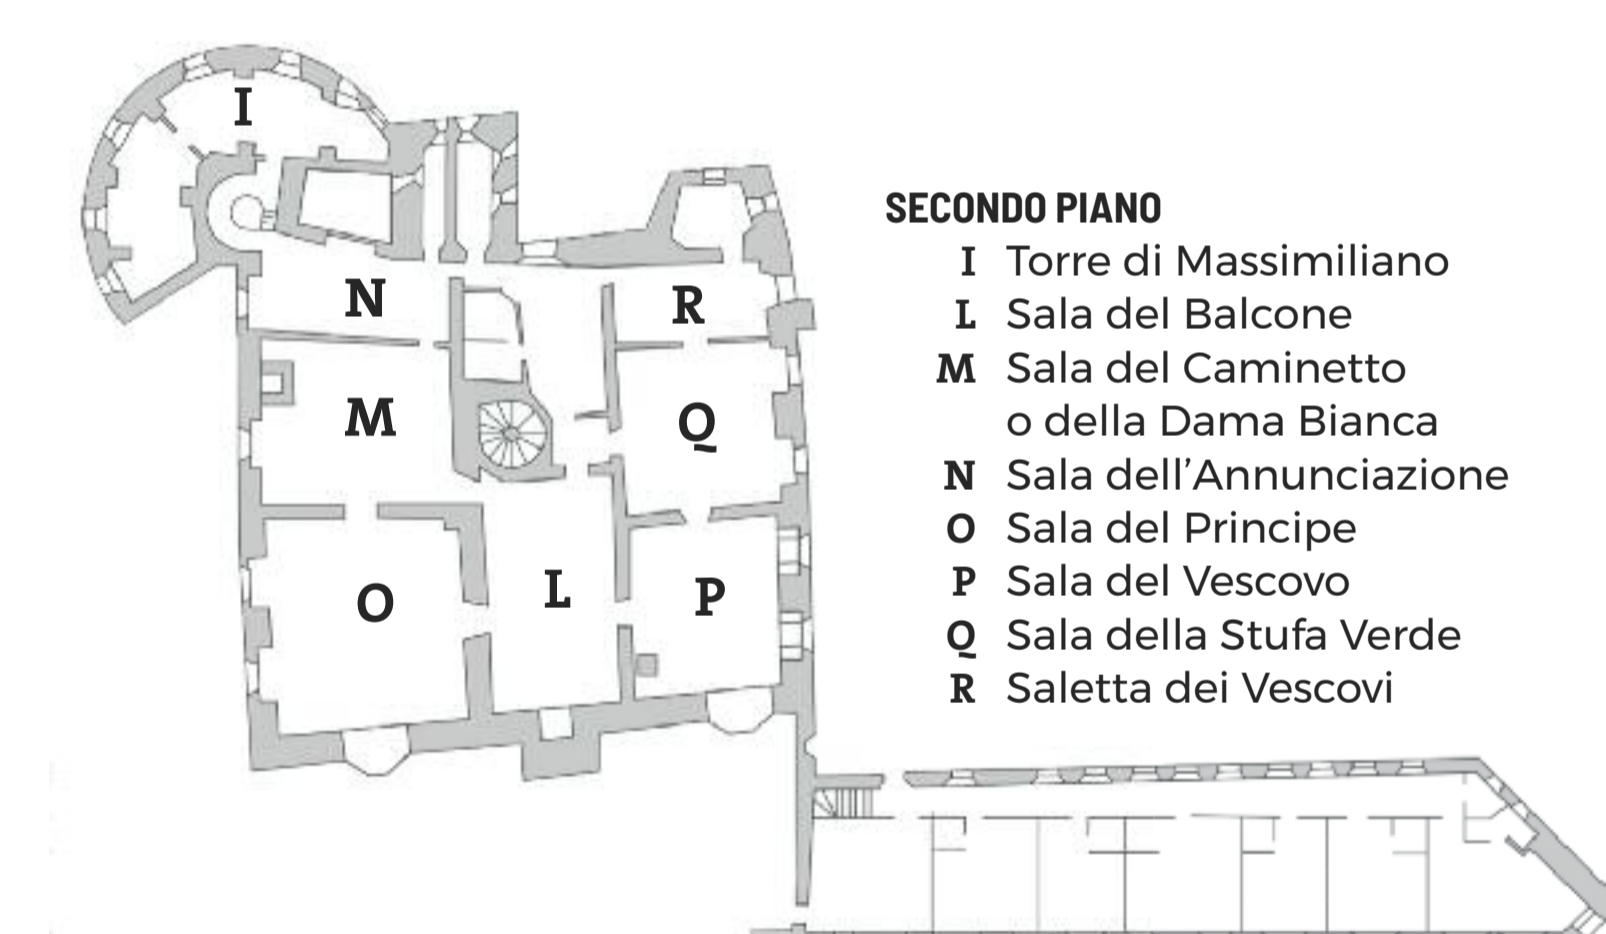 I
N
R
M
Q
O
L
P
SECONDO PIANO
I Torre di Massimiliano
L Sala del Balcone
M Sala del Caminetto
o della Dama Bianca
N Sala dell’Annunciazione
O Sala del Principe
P Sala del Vescovo
Q Sala della Stufa Verde
R Saletta dei Vescovi